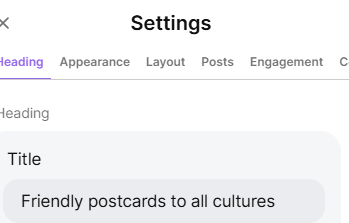 Settings
Heading Appearance Layout Posts Engagement
Heading
Title
Friendly postcards to all cultures